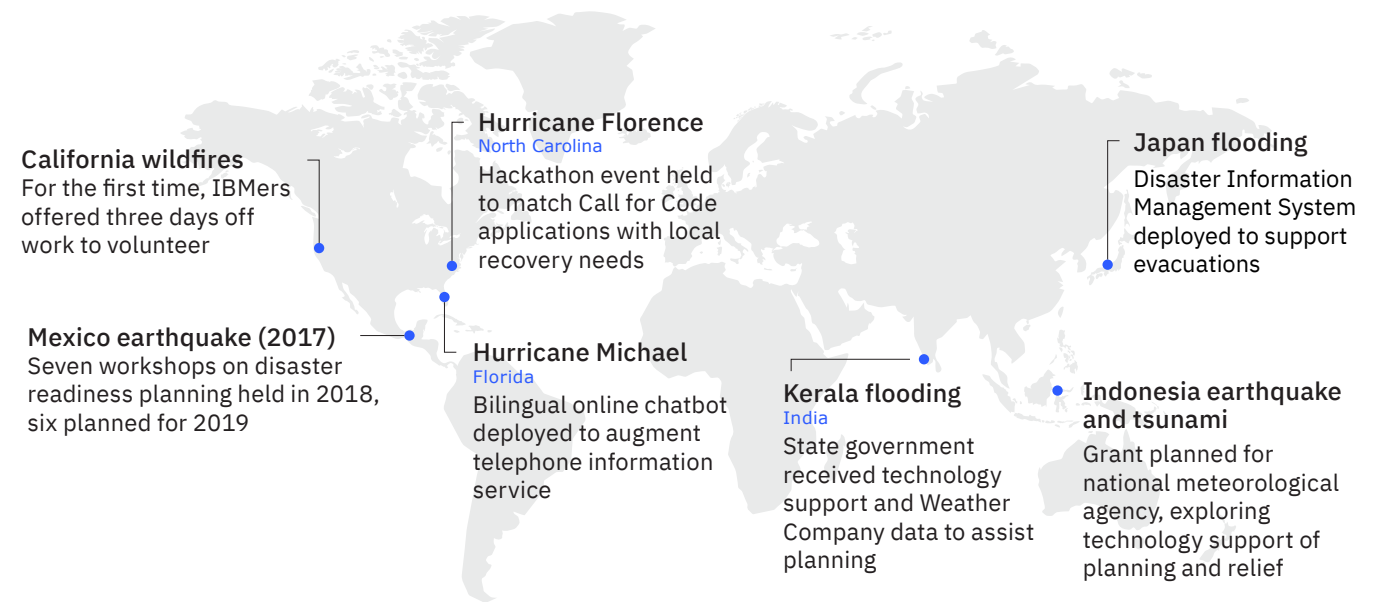 California wildfires
For the first time, IBMers
offered three days off
work to volunteer
Mexico earthquake (2017)
Seven workshops on disaster
readiness planning held in 2018,
six planned for 2019
Hurricane Florence
North Carolina
Hackathon event held
to match Call for Code
applications with local
recovery needs
Hurricane Michael
Florida
Bilingual online chatbot
deployed to augment
telephone information
service
Kerala flooding
India
State government
received technology
support and Weather
Company data to assist
planning
Japan flooding
Disaster Information
Management System
deployed to support
evacuations
Indonesia earthquake
and tsunami
Grant planned for
national meteorological
agency, exploring
technology support of
planning and relief